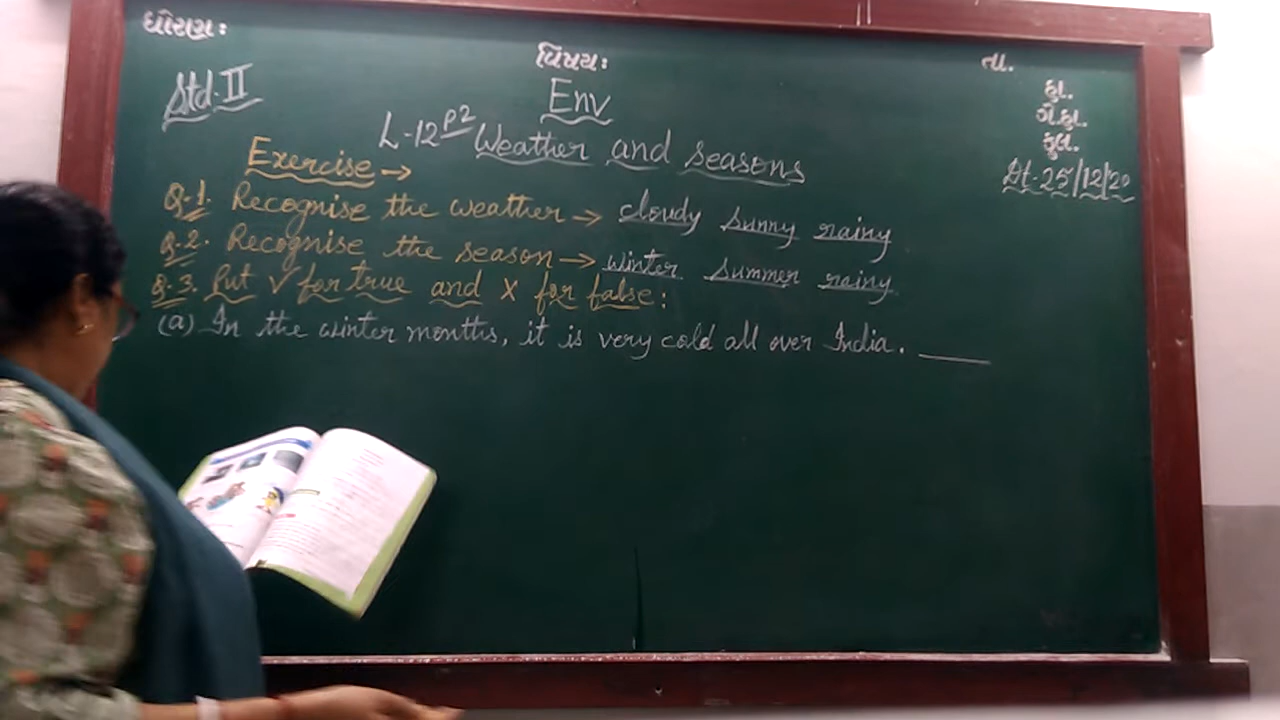 ધોરણ:
વિષય:
તા.
Std. II
Env
કુ.
ગે.કુ.
કુલ.
L-12 P2 Weather and seasons
Dt. 25/12/20
Exercise →
Q-1. Recognise the weather → cloudy sunny rainy
Q-2. Recognise the season → winter summer rainy
Q-3. Put √ for true and X for false:
(a) In the winter months, it is very cold all over India. ____